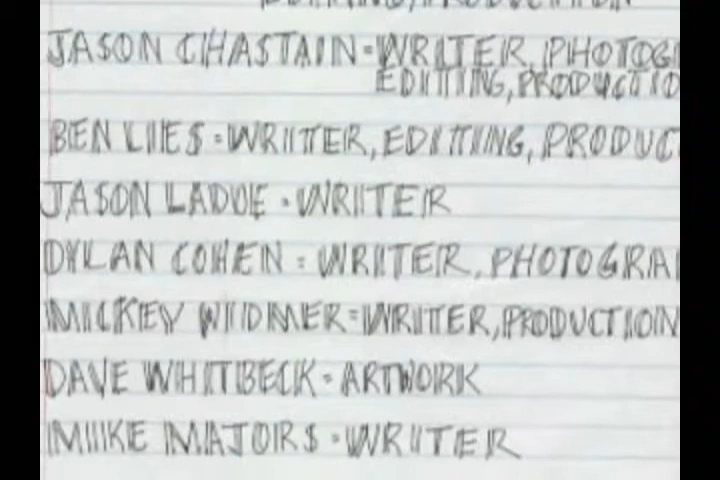 JASON CHASTAIN = WRITER, PHOTOG
EDITING, PRODUCTIO
BEN LIES = WRITER, EDITING, PRODUC
JASON LADUE - WRITER
DYLAN COHEN = WRITER, PHOTOGRA
MICKEY WIDMER = WRITER, PRODUCTION
DAVE WHITBECK - ARTWORK
MIKE MAJORS - WRITER